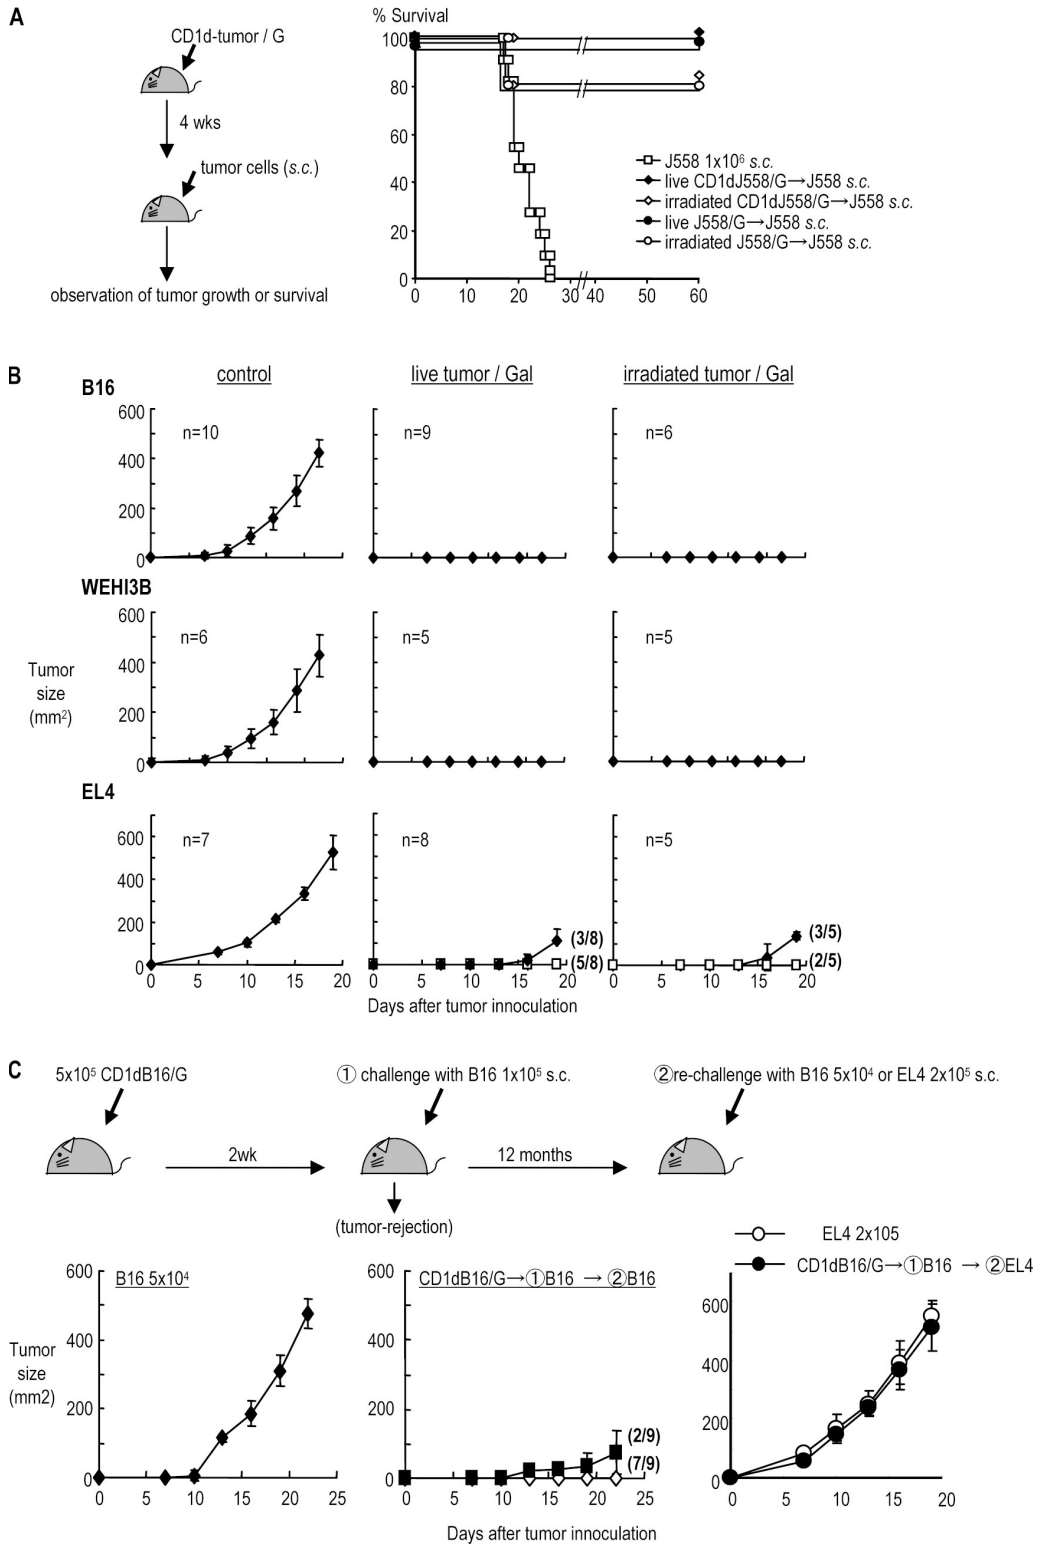 A
CD1d-tumor / G
4 wks
tumor cells (s.c.)
observation of tumor growth or survival
% Survival
100
80
60
40
20
0
0 10 20 30 40 50 60
J558 1x10⁶ s.c.
live CD1dJ558/G→J558 s.c.
irradiated CD1dJ558/G→J558 s.c.
live J558/G→J558 s.c.
irradiated J558/G→J558 s.c.
B
control live tumor / Gal irradiated tumor / Gal
B16
600
400
200
0
n=10 n=9 n=6
WEHI3B
600
400
200
0
n=6 n=5 n=5
Tumor
size
(mm²)
EL4
600
400
200
0
n=7 n=8 n=5
(3/8)
(5/8)
(3/5)
(2/5)
0 5 10 15 20 0 5 10 15 20 0 5 10 15 20
Days after tumor innoculation
C
5x10⁵ CD1dB16/G
① challenge with B16 1x10⁵ s.c.
②re-challenge with B16 5x10⁴ or EL4 2x10⁵ s.c.
2wk
12 months
(tumor-rejection)
Tumor
size
(mm2)
B16 5x10⁴
600
400
200
0
0 5 10 15 20 25
CD1dB16/G→①B16 → ②B16
600
400
200
0
(2/9)
(7/9)
0 5 10 15 20 25
EL4 2x105
CD1dB16/G→①B16 → ②EL4
600
400
200
0
0 5 10 15 20
Days after tumor innoculation